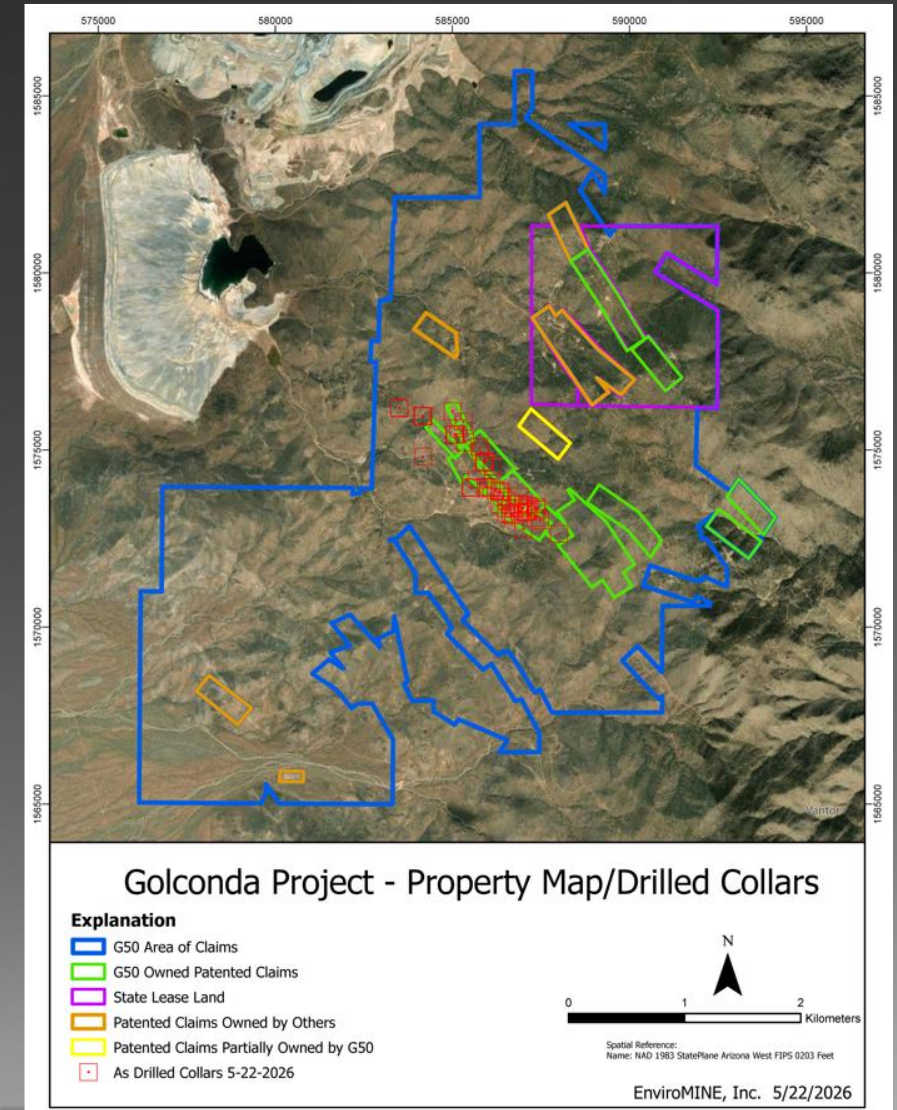 575000 580000 585000 590000 595000
1585000 1585000
1580000 1580000
1575000 1575000
1570000 1570000
1565000 1565000
Vantor
Golconda Project - Property Map/Drilled Collars
Explanation
G50 Area of Claims
G50 Owned Patented Claims
State Lease Land
Patented Claims Owned by Others
Patented Claims Partially Owned by G50
As Drilled Collars 5-22-2026
N
0 1 2
Kilometers
Spatial Reference:
Name: NAD 1983 StatePlane Arizona West FIPS 0203 Feet
EnviroMINE, Inc. 5/22/2026